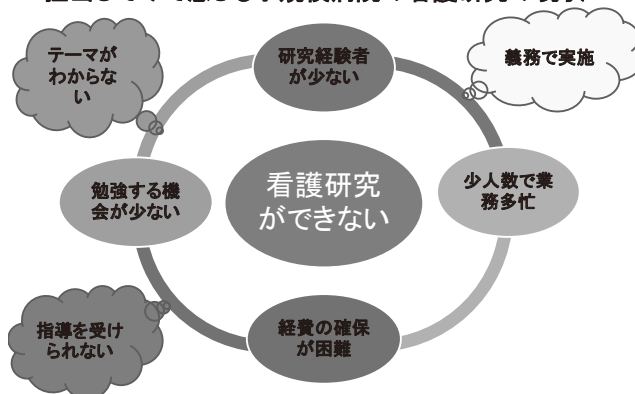 テーマが
わからな
い
研究経験者
が少ない
義務で実施
勉強する機
会が少ない
看護研究
ができない
少人数で業
務多忙
指導を受け
られない
経費の確保
が困難